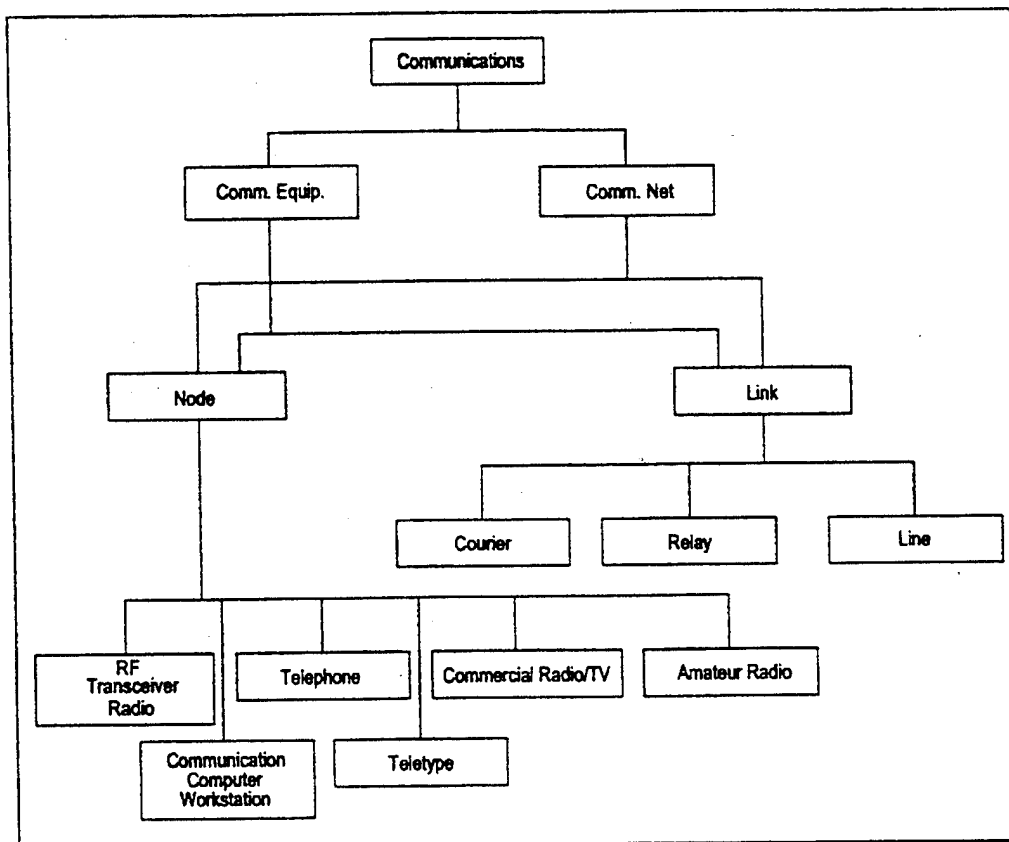 Communications
Comm. Equip.
Comm. Net
Node
Link
Courier
Relay
Line
RF
Transceiver
Radio
Telephone
Commercial Radio/TV
Amateur Radio
Communication
Computer
Workstation
Teletype